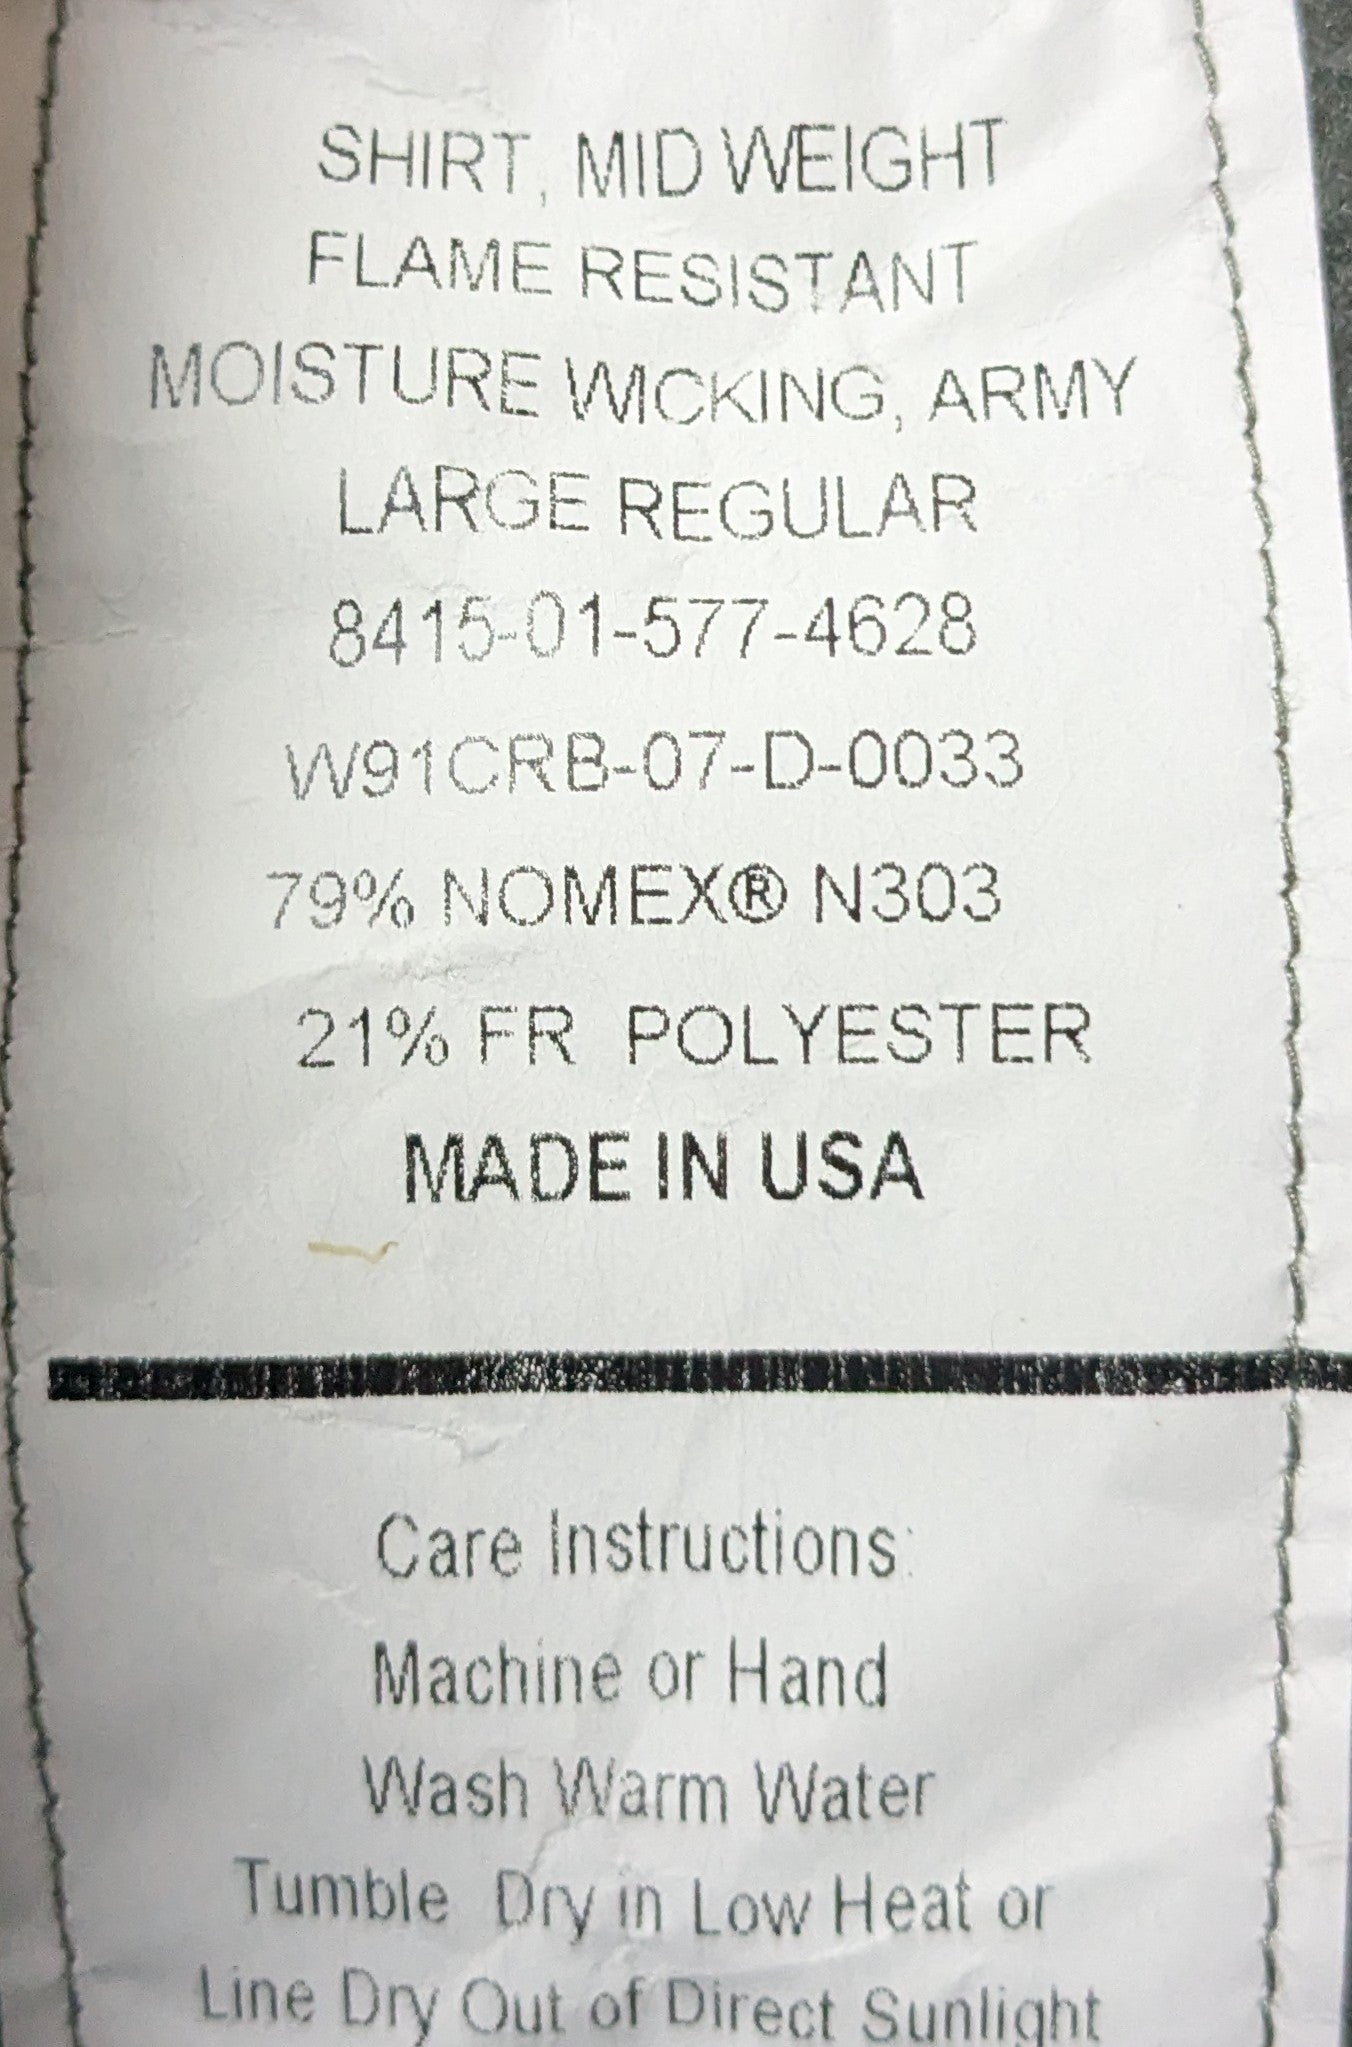 SHIRT, MID WEIGHT
FLAME RESISTANT
MOISTURE WICKING, ARMY
LARGE REGULAR
8415-01-577-4628
W91CRB-07-D-0033
79% NOMEX® N303
21% FR POLYESTER
MADE IN USA
Care Instructions:
Machine or Hand
Wash Warm Water
Tumble Dry in Low Heat or
Line Dry Out of Direct Sunlight